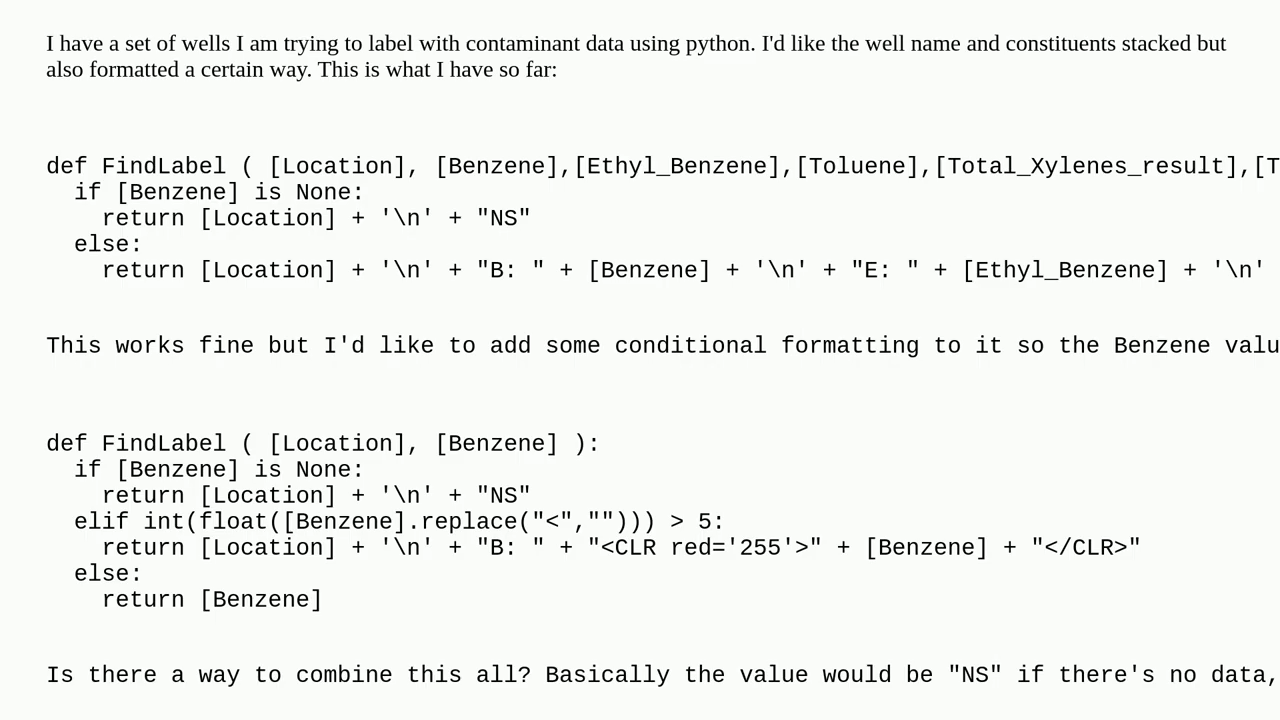 I have a set of wells I am trying to label with contaminant data using python. I'd like the well name and constituents stacked but
also formatted a certain way. This is what I have so far:
def FindLabel ( [Location], [Benzene],[Ethyl_Benzene],[Toluene],[Total_Xylenes_result],[T
  if [Benzene] is None:
    return [Location] + '\n' + "NS"
  else:
    return [Location] + '\n' + "B: " + [Benzene] + '\n' + "E: " + [Ethyl_Benzene] + '\n'
This works fine but I'd like to add some conditional formatting to it so the Benzene valu
def FindLabel ( [Location], [Benzene] ):
  if [Benzene] is None:
    return [Location] + '\n' + "NS"
  elif int(float([Benzene].replace("<",""))) > 5:
    return [Location] + '\n' + "B: " + "<CLR red='255'>" + [Benzene] + "</CLR>"
  else:
    return [Benzene]
Is there a way to combine this all? Basically the value would be "NS" if there's no data,